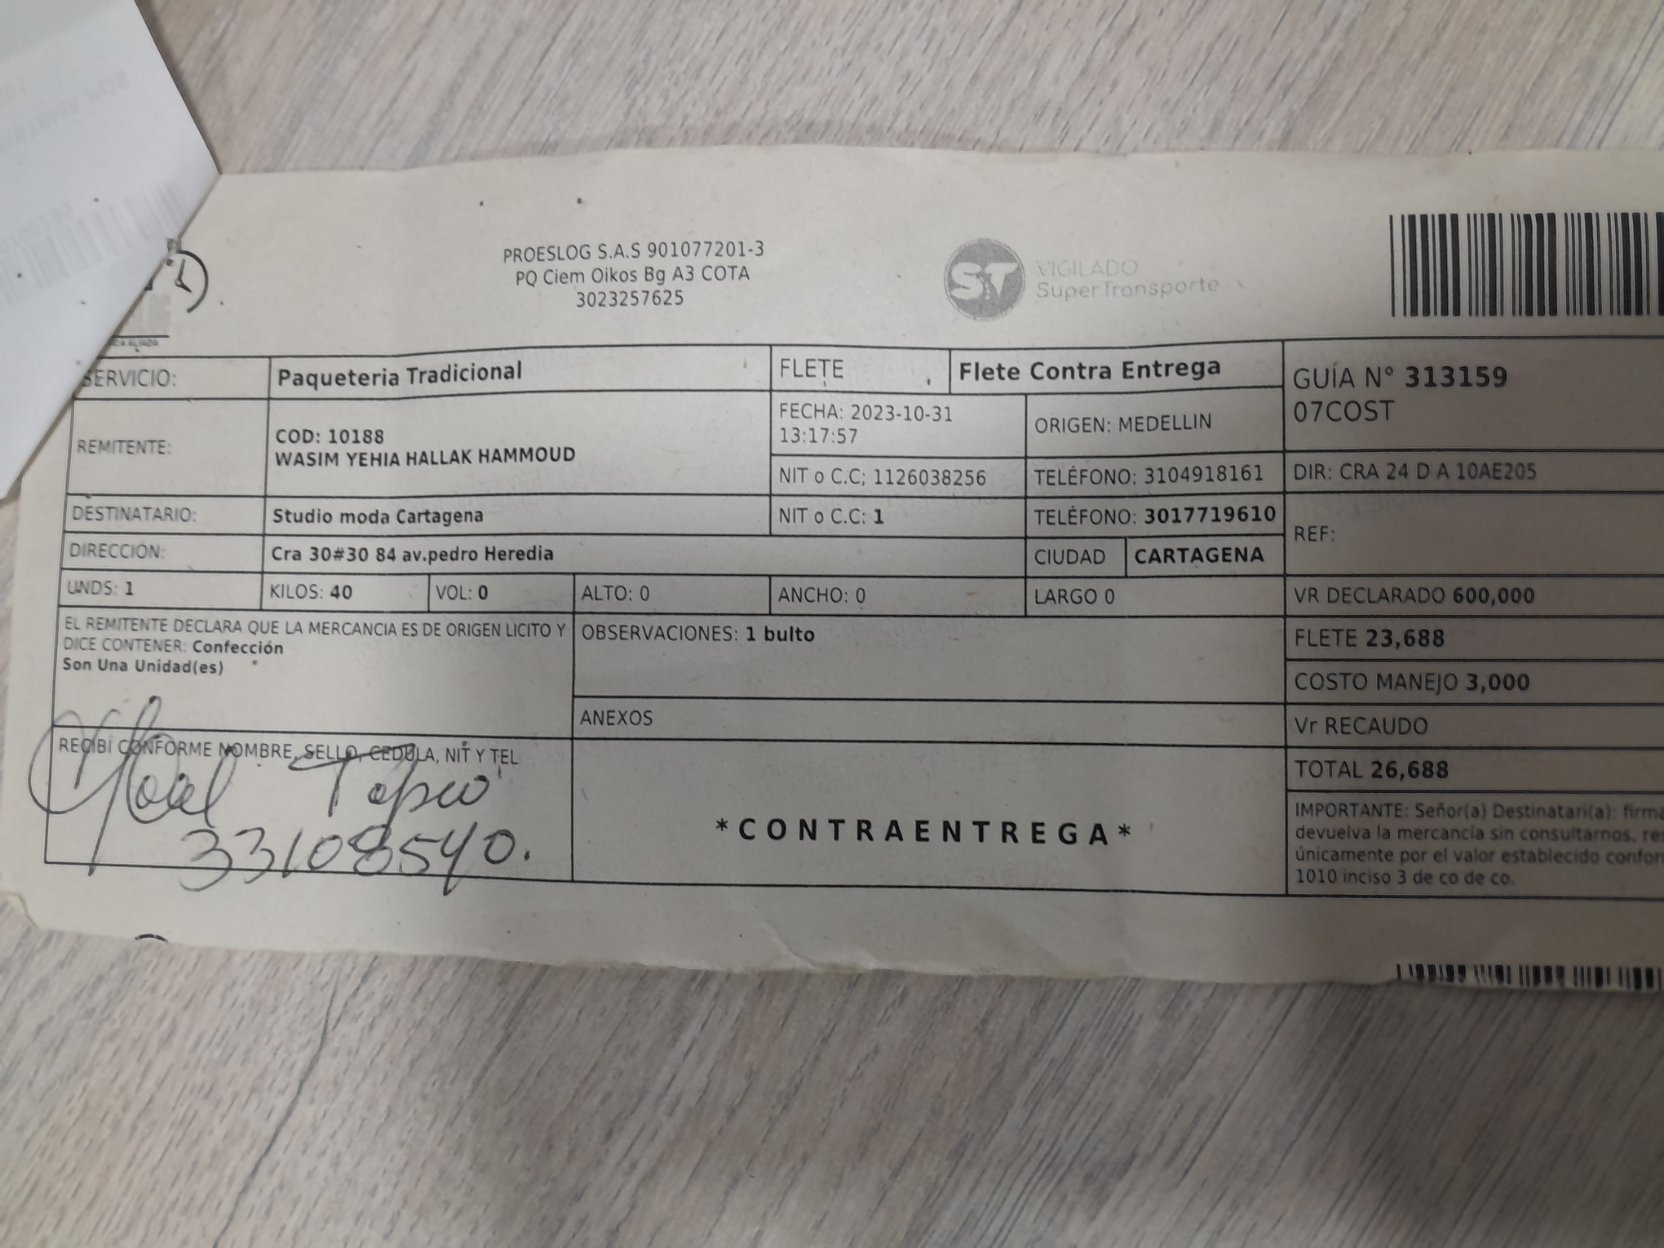 PROESLOG S.A.S 901077201-3
PQ Ciem Oikos Bg A3 COTA
3023257625
ST VIGILADO
SuperTransporte
SERVICIO: Paqueteria Tradicional FLETE Flete Contra Entrega
GUÍA N° 313159
07COST
REMITENTE: COD: 10188
WASIM YEHIA HALLAK HAMMOUD
FECHA: 2023-10-31
13:17:57
ORIGEN: MEDELLIN
NIT o C.C; 1126038256 TELÉFONO: 3104918161 DIR: CRA 24 D A 10AE205
DESTINATARIO: Studio moda Cartagena NIT o C.C: 1 TELÉFONO: 3017719610
REF:
DIRECCIÓN: Cra 30#30 84 av.pedro Heredia CIUDAD CARTAGENA
UNDS: 1 KILOS: 40 VOL: 0 ALTO: 0 ANCHO: 0 LARGO 0 VR DECLARADO 600,000
EL REMITENTE DECLARA QUE LA MERCANCIA ES DE ORIGEN LICITO Y
DICE CONTENER: Confección
Son Una Unidad(es)
OBSERVACIONES: 1 bulto
FLETE 23,688
COSTO MANEJO 3,000
ANEXOS
Vr RECAUDO
RECIBÍ CONFORME NOMBRE, SELLO, CEDULA, NIT Y TEL
33108540.
*CONTRAENTREGA*
TOTAL 26,688
IMPORTANTE: Señor(a) Destinatari(a): firma
devuelva la mercancía sin consultarnos, res
únicamente por el valor establecido confor
1010 inciso 3 de co de co.